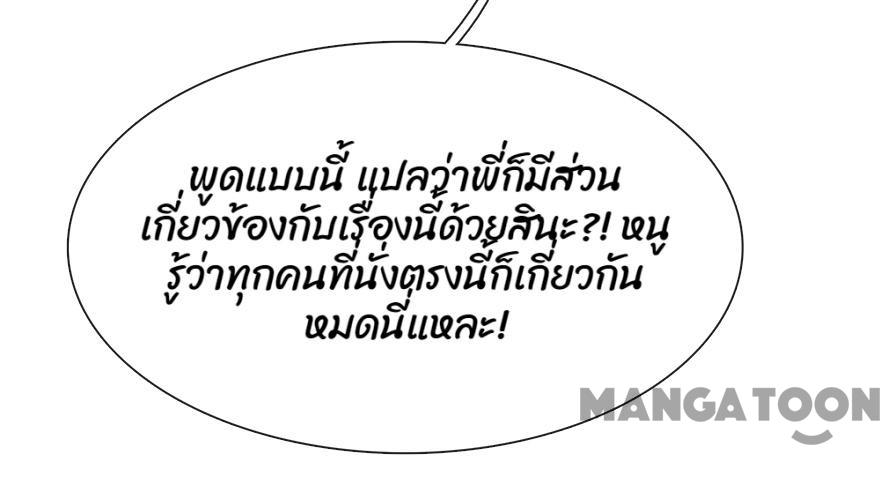 พูดแบบนี้ แปลว่าพี่ก็มีส่วน
เกี่ยวข้องกับเรื่องนี้ด้วยสินะ?! หนู
รู้ว่าทุกคนที่นั่งตรงนี้ก็เกี่ยวกัน
หมดนี่แหละ!
MANGATOON